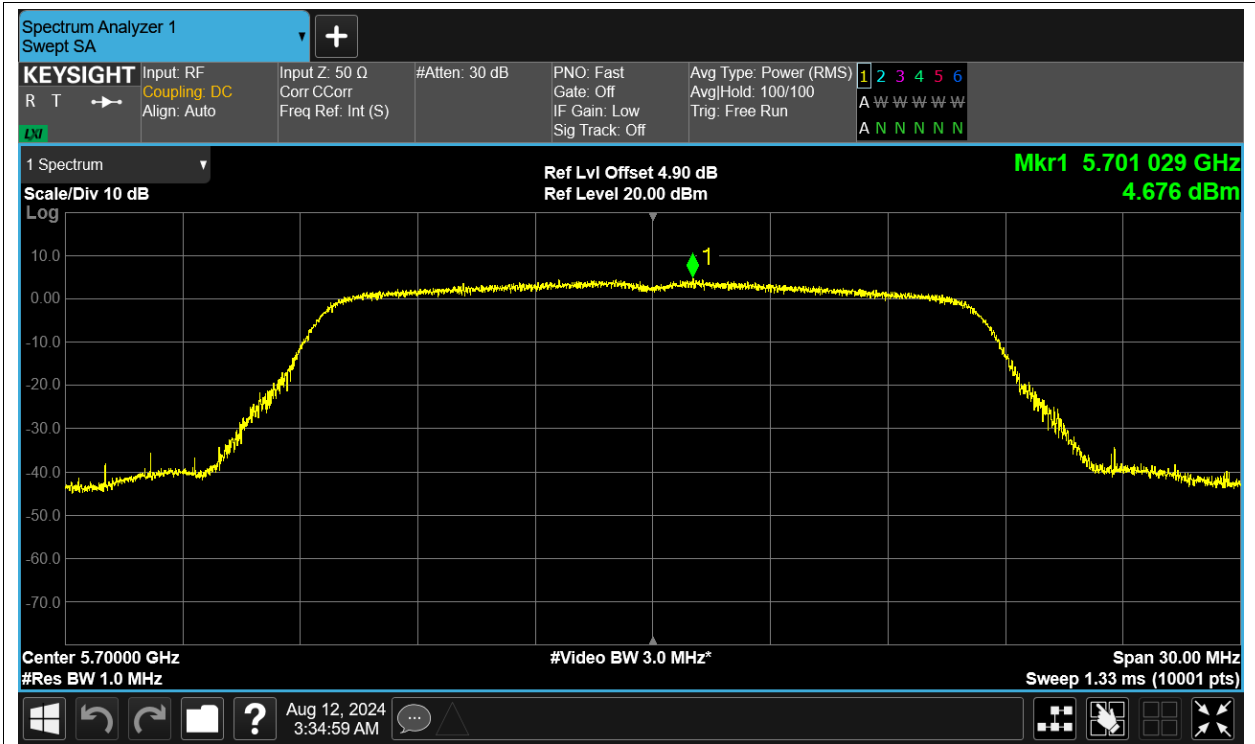 Spectrum Analyzer 1
Swept SA
+
KEYSIGHT
R T
LXI
Input: RF
Coupling: DC
Align: Auto
Input Z: 50 Ω
Corr CCorr
Freq Ref: Int (S)
#Atten: 30 dB
PNO: Fast
Gate: Off
IF Gain: Low
Sig Track: Off
Avg Type: Power (RMS)
Avg|Hold: 100/100
Trig: Free Run
1 2 3 4 5 6
A W W W W W
A N N N N N
1 Spectrum
Scale/Div 10 dB
Log
Ref Lvl Offset 4.90 dB
Ref Level 20.00 dBm
Mkr1 5.701 029 GHz
4.676 dBm
1
10.0
0.00
-10.0
-20.0
-30.0
-40.0
-50.0
-60.0
-70.0
Center 5.70000 GHz
#Res BW 1.0 MHz
#Video BW 3.0 MHz*
Span 30.00 MHz
Sweep 1.33 ms (10001 pts)
?
Aug 12, 2024
3:34:59 AM